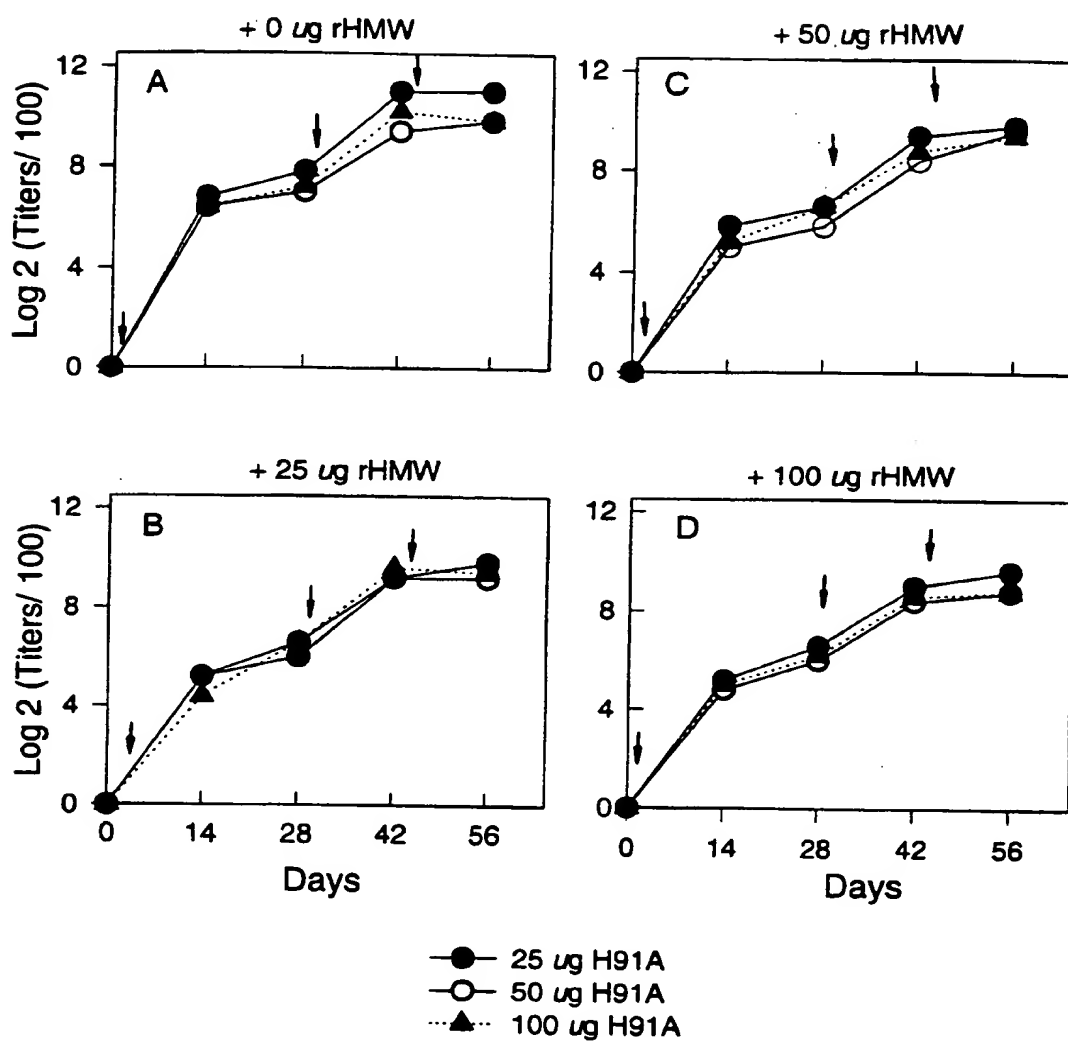 + 0 ug rHMW
A
12
8
4
0
Log 2 (Titers/ 100)
+ 50 ug rHMW
C
12
8
4
0
+ 25 ug rHMW
B
12
8
4
0
Log 2 (Titers/ 100)
0 14 28 42 56
Days
+ 100 ug rHMW
D
12
8
4
0
0 14 28 42 56
Days
25 ug H91A
50 ug H91A
100 ug H91A